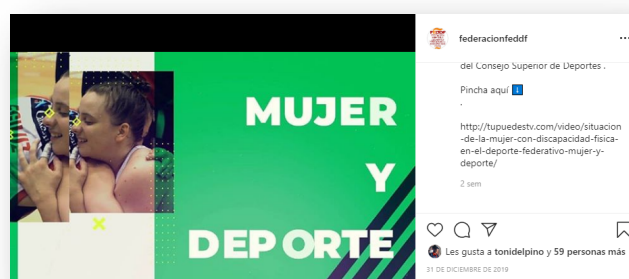 MUJER
Y
DEPORTE
federacionfeddf
del Consejo Superior de Deportes .
Pincha aquí
.
http://tupuedestv.com/video/situacion
-de-la-mujer-con-discapacidad-fisica-
en-el-deporte-federativo-mujer-y-
deporte/
2 sem
Les gusta a tonidelpino y 59 personas más
31 DE DICIEMBRE DE 2019